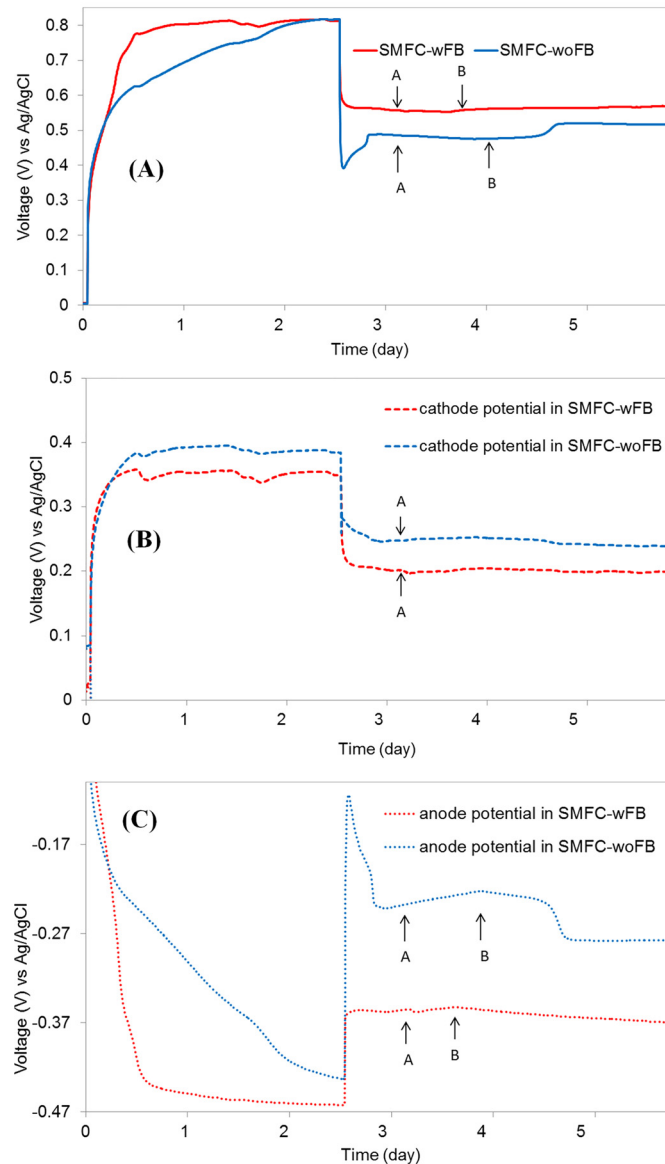 0.8
0.7
0.6
0.5
0.4
0.3
0.2
0.1
0
Voltage (V) vs Ag/AgCl
SMFC-wFB
SMFC-woFB
A
B
A
B
(A)
0
1
2
3
4
5
Time (day)
0.5
0.4
0.3
0.2
0.1
0
Voltage (V) vs Ag/AgCl
cathode potential in SMFC-wFB
cathode potential in SMFC-woFB
A
A
(B)
0
1
2
3
4
5
Time (day)
-0.17
-0.27
-0.37
-0.47
Voltage (V) vs Ag/AgCl
(C)
anode potential in SMFC-wFB
anode potential in SMFC-woFB
A
B
A
B
0
1
2
3
4
5
Time (day)